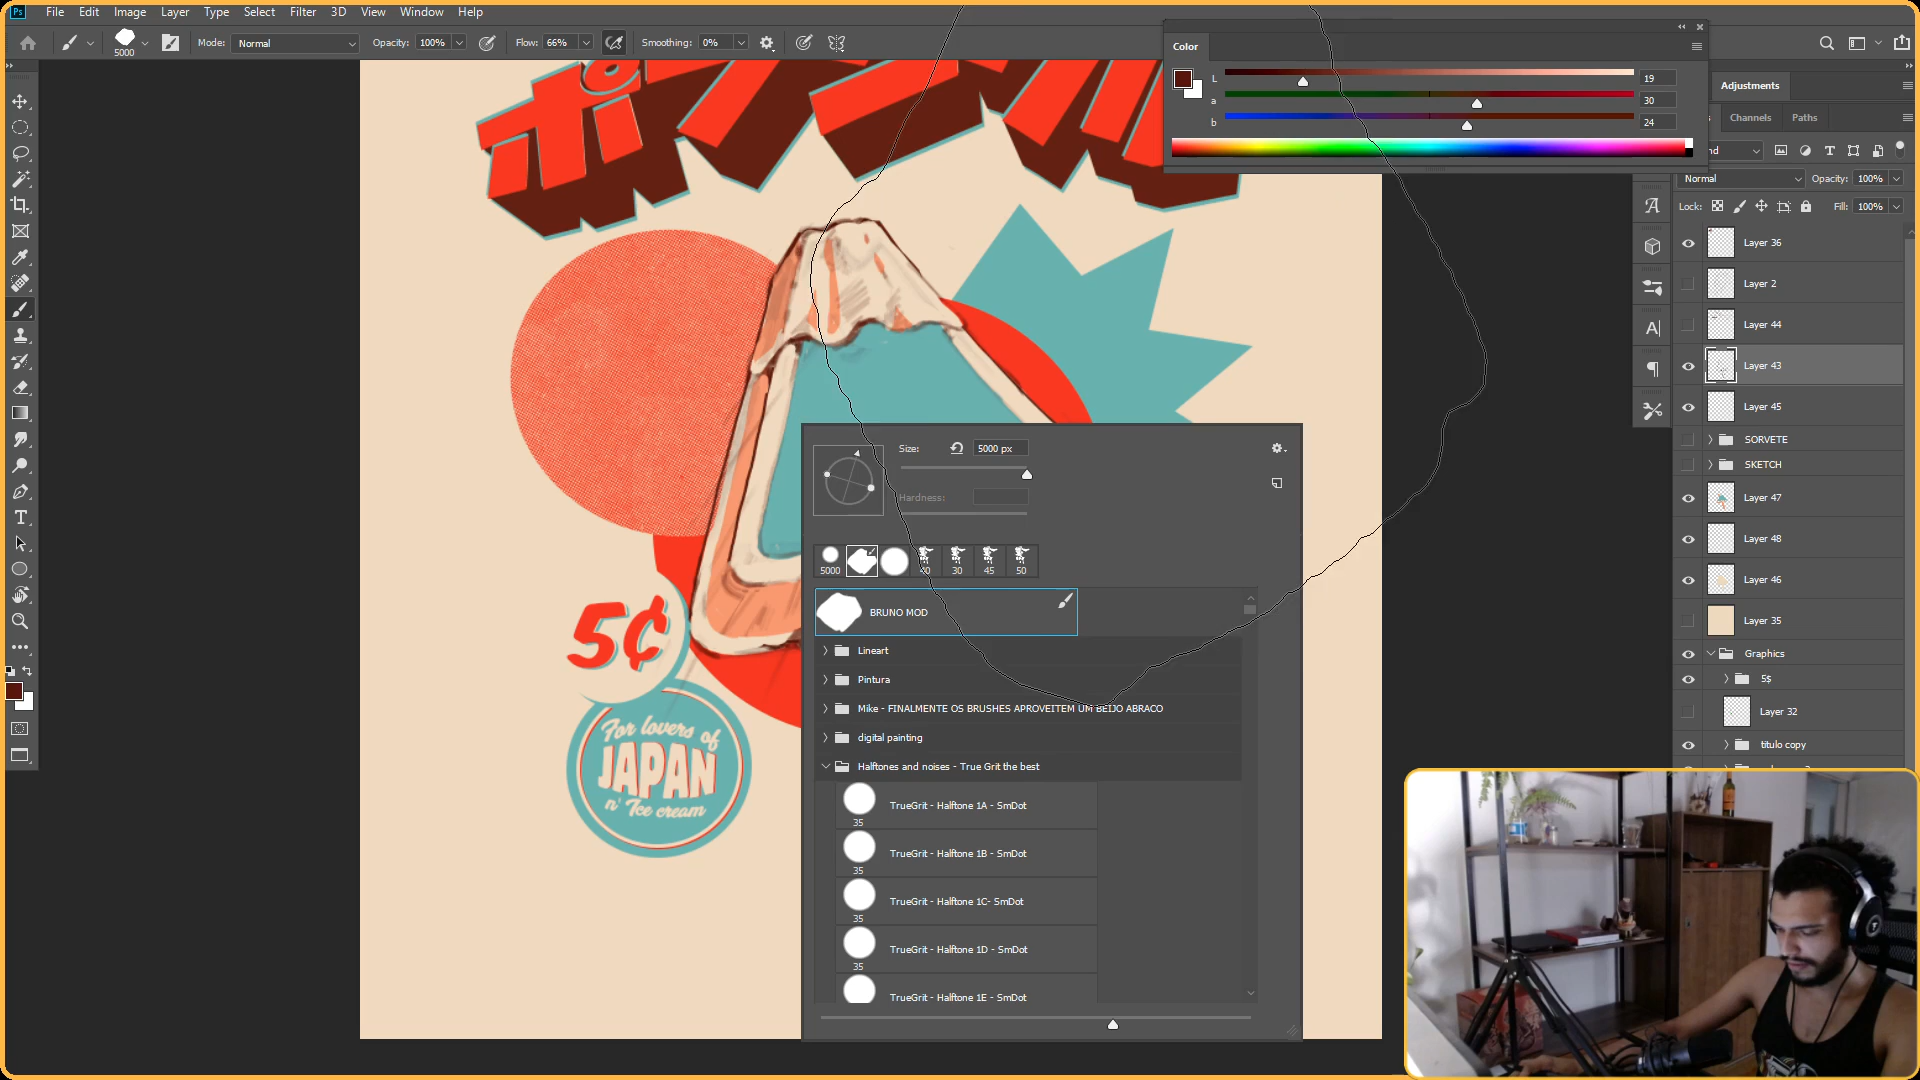 Ps File Edit Image Layer Type Select Filter 3D View Window Help
5000 Mode: Normal Opacity: 100% Flow: 66% Smoothing: 0%
Color
L 19
a 30
b 24
Adjustments
Channels Paths
Normal Opacity: 100%
Lock: Fill: 100%
Layer 36
Layer 2
Layer 44
Layer 43
Layer 45
SORVETE
SKETCH
Layer 47
Layer 48
Layer 46
Layer 35
Graphics
5$
Layer 32
titulo copy
Size: 5000 px
Hardness:
5000 30 45 50
BRUNO MOD
Lineart
Pintura
Mike - FINALMENTE OS BRUSHES APROVEITEM UM BEIJO ABRACO
digital painting
Halftones and noises - True Grit the best
TrueGrit - Halftone 1A - SmDot
35
TrueGrit - Halftone 1B - SmDot
35
TrueGrit - Halftone 1C- SmDot
35
TrueGrit - Halftone 1D - SmDot
35
TrueGrit - Halftone 1E - SmDot
5¢
For lovers of
JAPAN
n' Ice cream